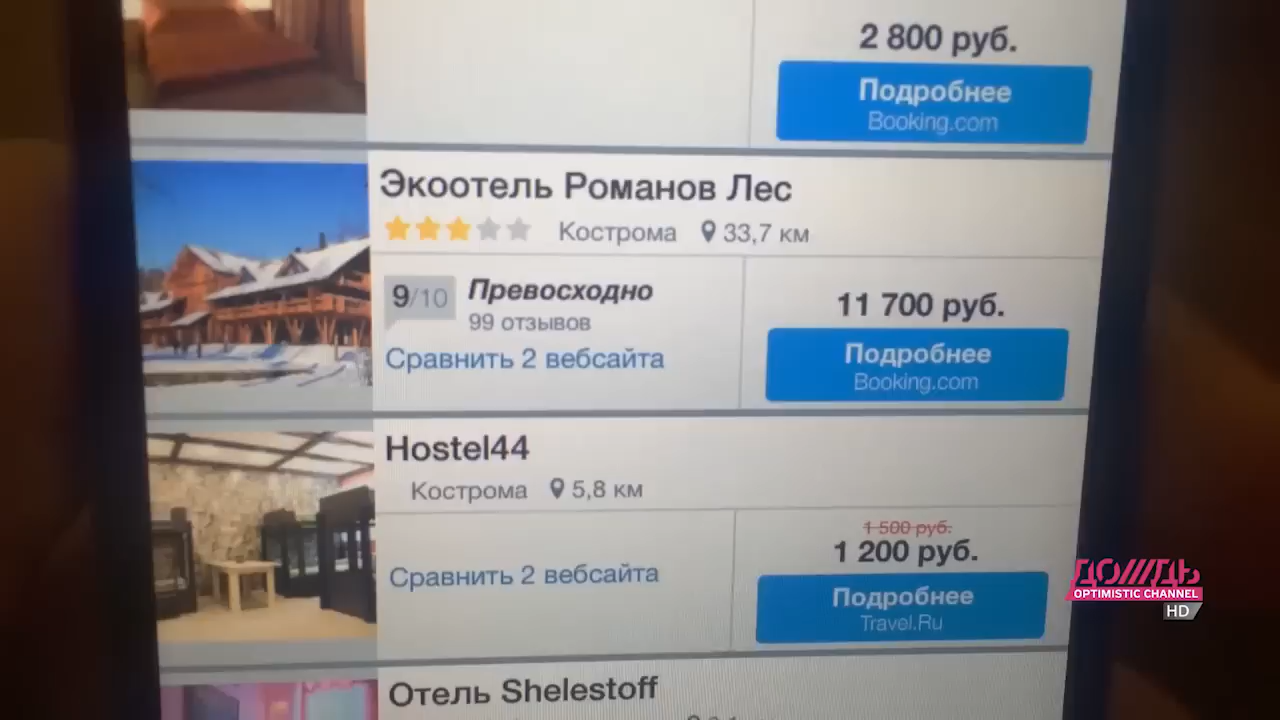 2 800 руб.
Подробнее
Booking.com
Экоотель Романов Лес
Кострома 33,7 км
9/10 Превосходно
99 отзывов
Сравнить 2 вебсайта
11 700 руб.
Подробнее
Booking.com
Hostel44
Кострома 5,8 км
Сравнить 2 вебсайта
1 500 руб.
1 200 руб.
Подробнее
Travel.Ru
Отель Shelestoff
ДОЖДЬ
OPTIMISTIC CHANNEL
HD